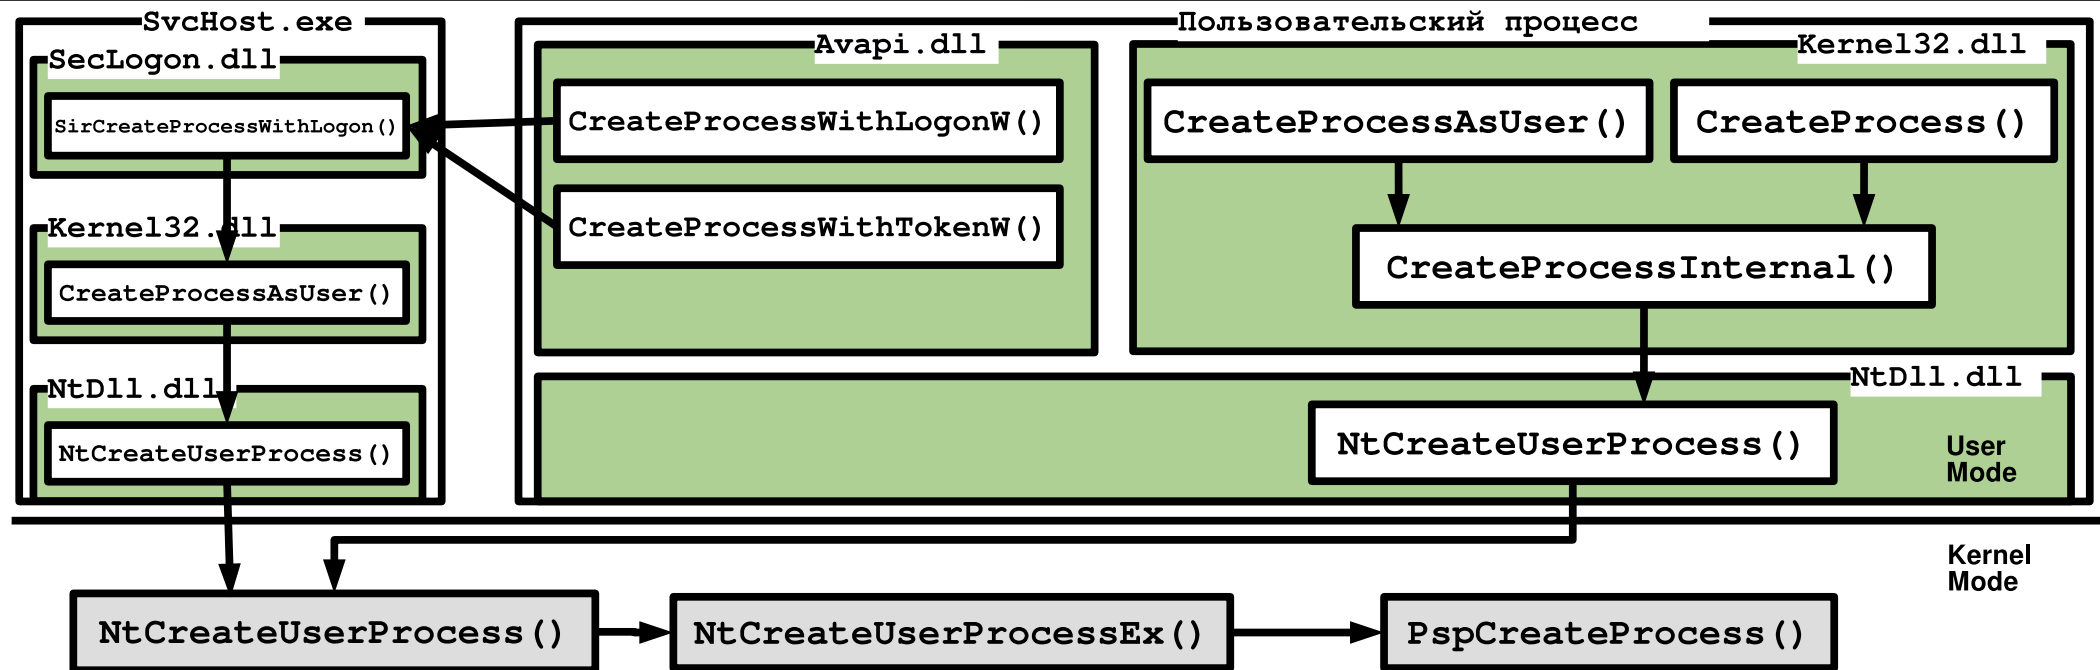 SvcHost.exe
Пользовательский процесс
SecLogon.dll
Avapi.dll
Kernel32.dll
SirCreateProcessWithLogon()
CreateProcessWithLogonW()
CreateProcessAsUser()
CreateProcess()
CreateProcessWithTokenW()
Kernel32.dll
CreateProcessInternal()
CreateProcessAsUser()
NtDll.dll
NtDll.dll
NtCreateUserProcess()
NtCreateUserProcess()
User
Mode
Kernel
Mode
NtCreateUserProcess()
NtCreateUserProcessEx()
PspCreateProcess()